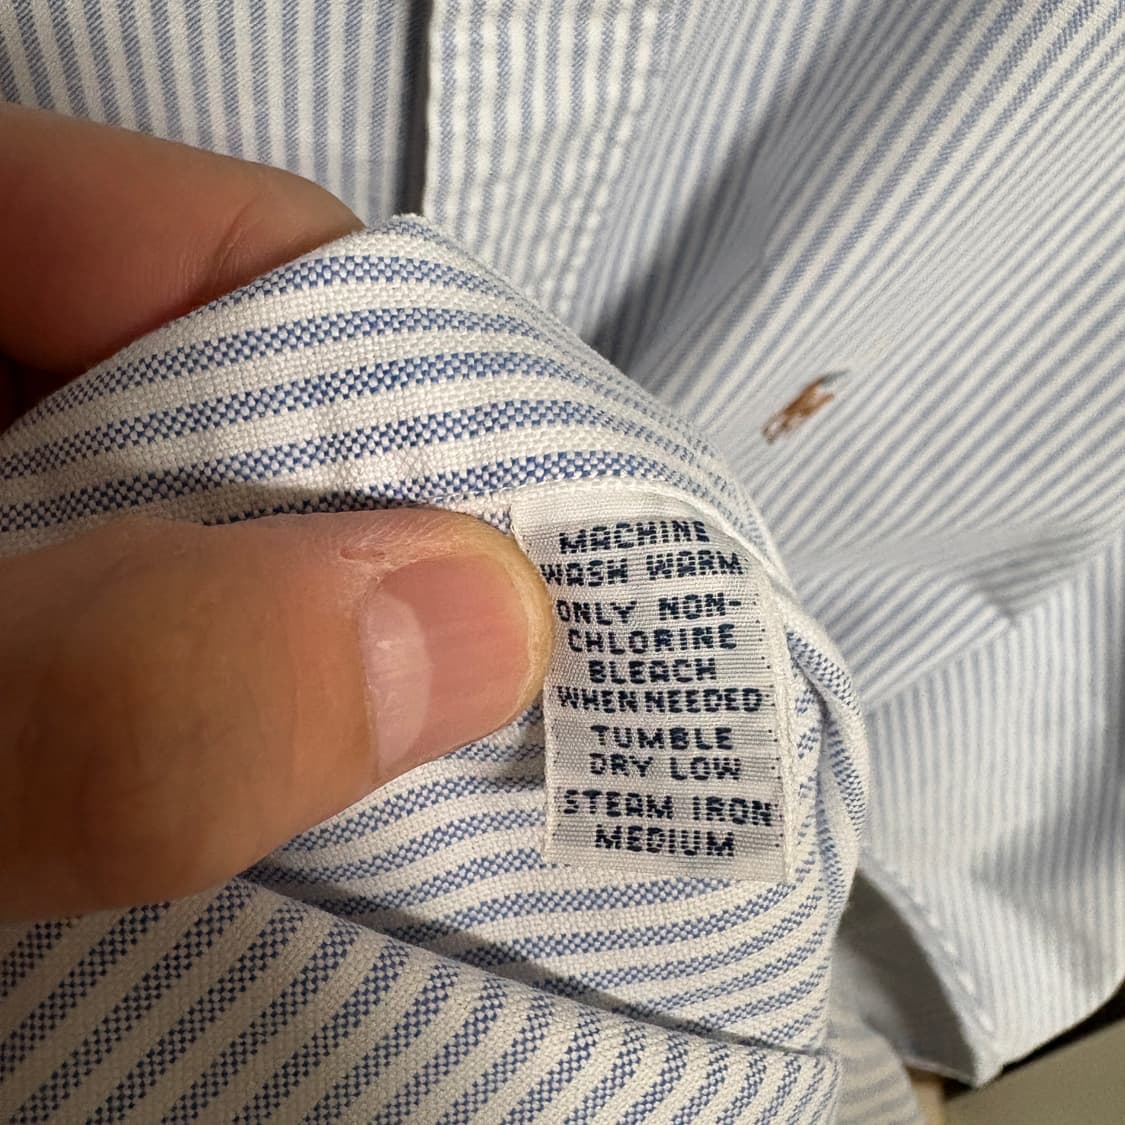 MACHINE
WASH WARM
ONLY NON-
CHLORINE
BLEACH
WHEN NEEDED
TUMBLE
DRY LOW
STEAM IRON
MEDIUM